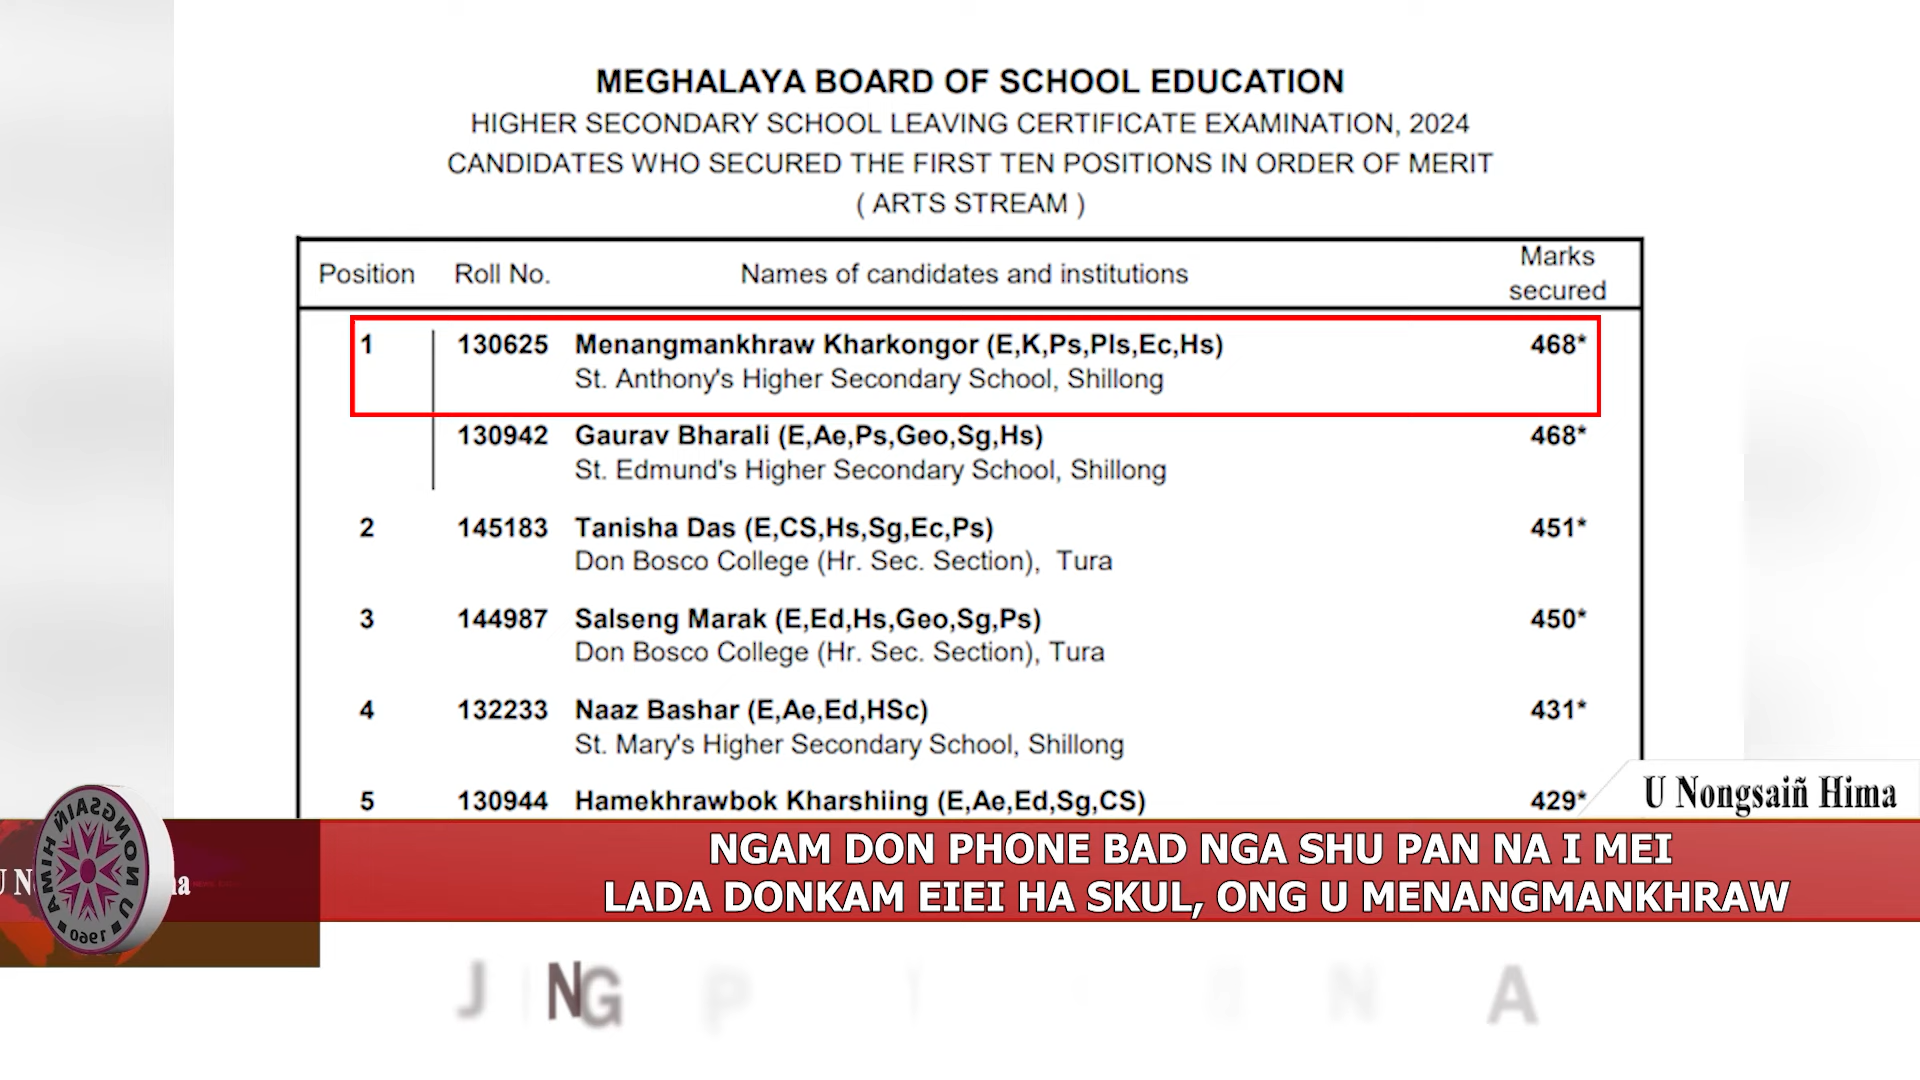 MEGHALAYA BOARD OF SCHOOL EDUCATION
HIGHER SECONDARY SCHOOL LEAVING CERTIFICATE EXAMINATION, 2024
CANDIDATES WHO SECURED THE FIRST TEN POSITIONS IN ORDER OF MERIT
( ARTS STREAM )
Position Roll No. Names of candidates and institutions Marks secured
1 130625 Menangmankhraw Kharkongor (E,K,Ps,Pls,Ec,Hs) 468*
St. Anthony's Higher Secondary School, Shillong
130942 Gaurav Bharali (E,Ae,Ps,Geo,Sg,Hs) 468*
St. Edmund's Higher Secondary School, Shillong
2 145183 Tanisha Das (E,CS,Hs,Sg,Ec,Ps) 451*
Don Bosco College (Hr. Sec. Section), Tura
3 144987 Salseng Marak (E,Ed,Hs,Geo,Sg,Ps) 450*
Don Bosco College (Hr. Sec. Section), Tura
4 132233 Naaz Bashar (E,Ae,Ed,HSc) 431*
St. Mary's Higher Secondary School, Shillong
5 130944 Hamekhrawbok Kharshiing (E,Ae,Ed,Sg,CS) 429*
U Nongsaiñ Hima
NGAM DON PHONE BAD NGA SHU PAN NA I MEI
LADA DONKAM EIEI HA SKUL, ONG U MENANGMANKHRAW
U NONGSAIÑ HIMA
1960